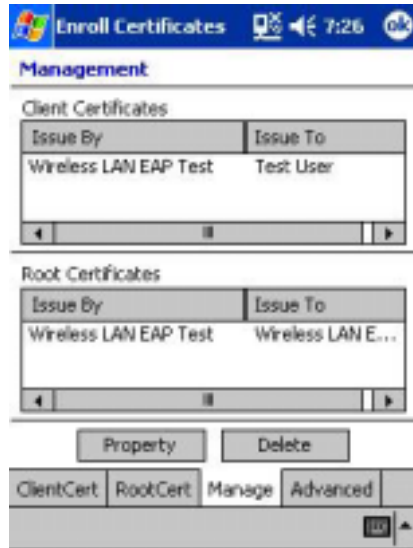 Enroll Certificates 7:26 ok
Management
Client Certificates
Issue By Issue To
Wireless LAN EAP Test Test User
Root Certificates
Issue By Issue To
Wireless LAN EAP Test Wireless LAN E...
Property Delete
ClientCert RootCert Manage Advanced